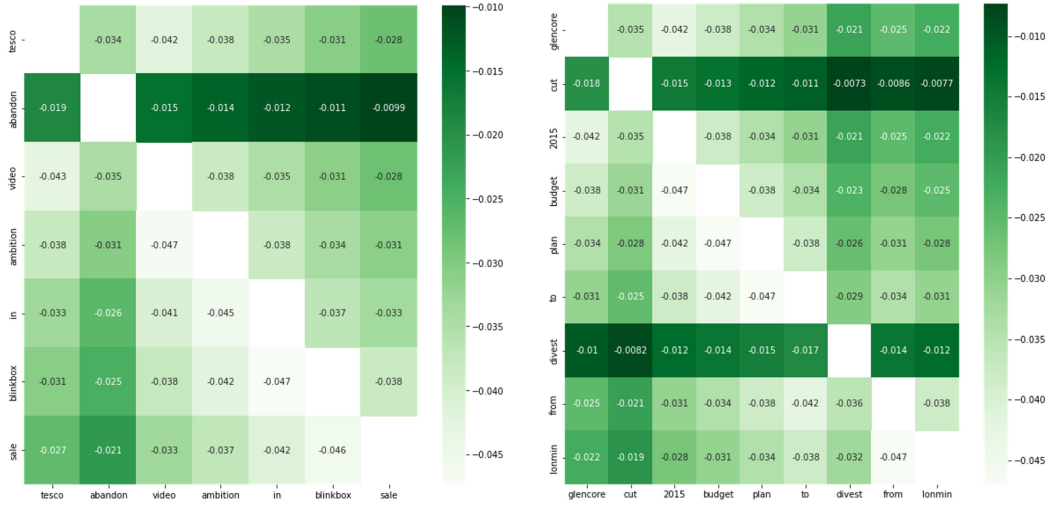 tesco -0.034 -0.042 -0.038 -0.035 -0.031 -0.028
abandon -0.019 -0.015 -0.014 -0.012 -0.011 -0.0099
video -0.043 -0.035 -0.038 -0.035 -0.031 -0.028
ambition -0.038 -0.031 -0.047 -0.038 -0.034 -0.031
in -0.033 -0.026 -0.041 -0.045 -0.037 -0.033
blinkbox -0.031 -0.025 -0.038 -0.042 -0.047 -0.038
sale -0.027 -0.021 -0.033 -0.037 -0.042 -0.046
tesco abandon video ambition in blinkbox sale
-0.010
-0.015
-0.020
-0.025
-0.030
-0.035
-0.040
-0.045
glencore -0.035 -0.042 -0.038 -0.034 -0.031 -0.021 -0.025 -0.022
cut -0.018 -0.015 -0.013 -0.012 -0.011 -0.0073 -0.0086 -0.0077
2015 -0.042 -0.035 -0.038 -0.034 -0.031 -0.021 -0.025 -0.022
budget -0.038 -0.031 -0.047 -0.038 -0.034 -0.023 -0.028 -0.025
plan -0.034 -0.028 -0.042 -0.047 -0.038 -0.026 -0.031 -0.028
to -0.031 -0.025 -0.038 -0.042 -0.047 -0.029 -0.034 -0.031
divest -0.01 -0.0082 -0.012 -0.014 -0.015 -0.017 -0.014 -0.012
from -0.025 -0.021 -0.031 -0.034 -0.038 -0.042 -0.036 -0.038
lonmin -0.022 -0.019 -0.028 -0.031 -0.034 -0.038 -0.032 -0.047
glencore cut 2015 budget plan to divest from lonmin
-0.010
-0.015
-0.020
-0.025
-0.030
-0.035
-0.040
-0.045